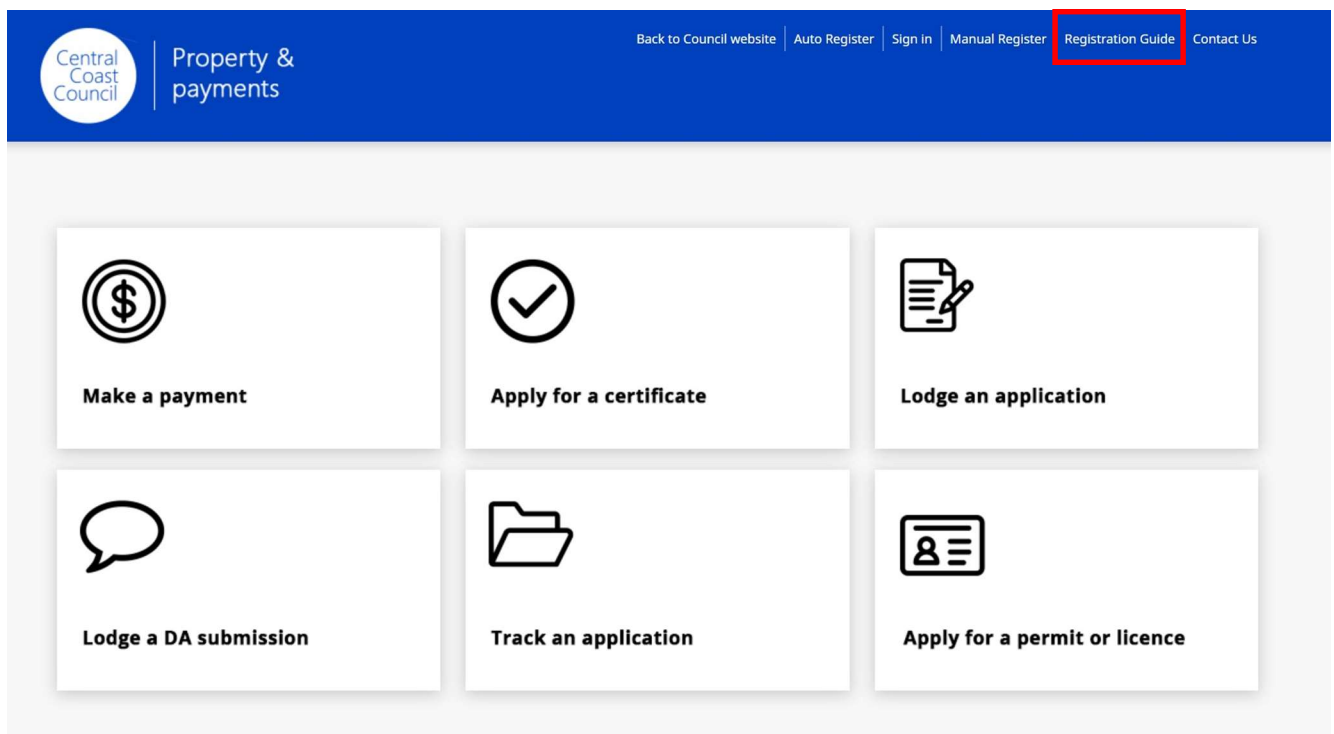 Central
Coast
Council
Property &
payments
Back to Council website
Auto Register
Sign in
Manual Register
Registration Guide
Contact Us
$
Make a payment
Apply for a certificate
Lodge an application
Lodge a DA submission
Track an application
Apply for a permit or licence